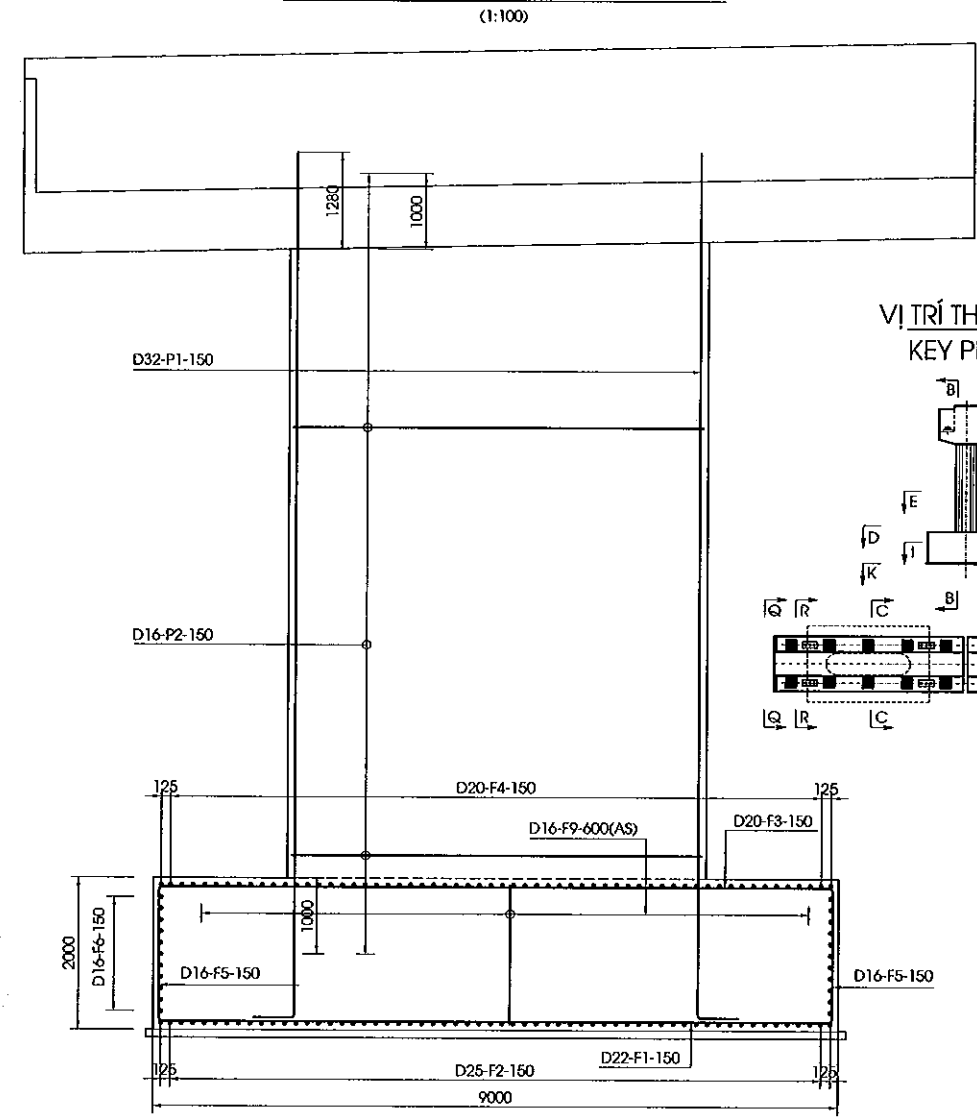 (1:100)
1280
1000
D32-P1-150
VỊ TRÍ TH
KEY P
B
A
E
D
I
K
B
Q R C
D16-P2-150
Q R C
125
D20-F4-150
125
D16-F9-600(AS)
D20-F3-150
1000
2000
D16-F6-150
D16-F5-150
D16-F5-150
D22-F1-150
125
D25-F2-150
125
9000